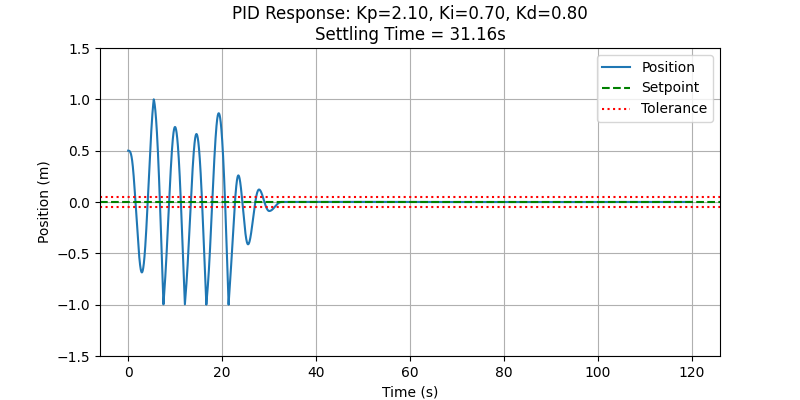 PID Response: Kp=2.10, Ki=0.70, Kd=0.80
Settling Time = 31.16s
1.5
1.0
0.5
0.0
−0.5
−1.0
−1.5
Position (m)
Position
Setpoint
Tolerance
0 20 40 60 80 100 120
Time (s)